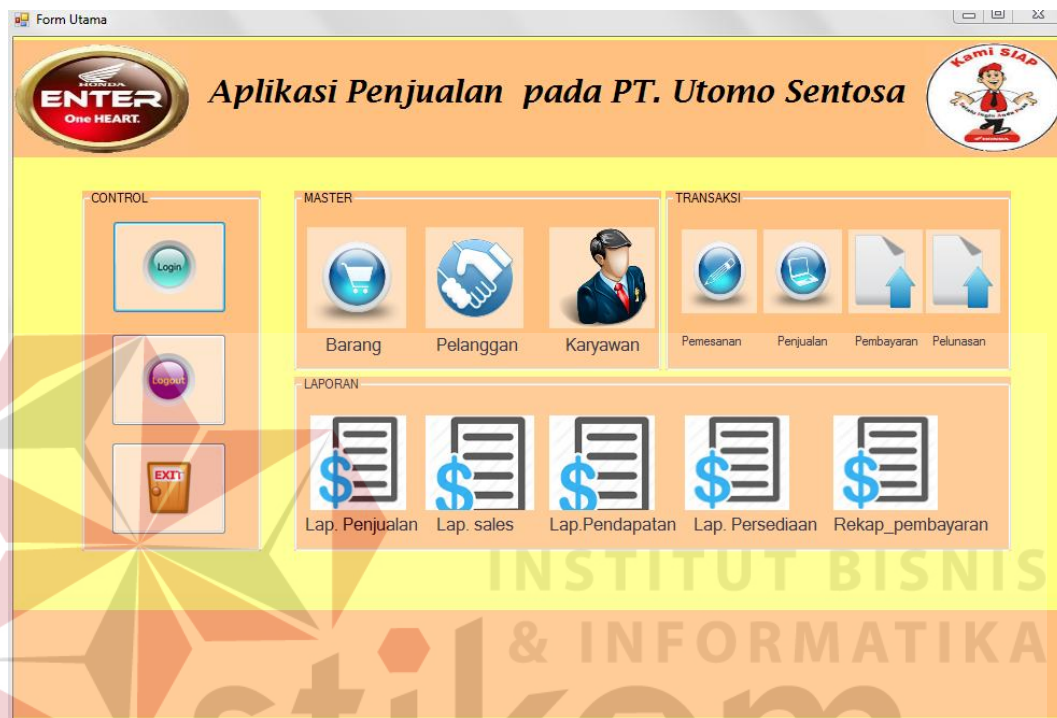 Form Utama
HONDA
ENTER
One HEART.
Aplikasi Penjualan pada PT. Utomo Sentosa
Kami SIAP
HONDA
CONTROL
Login
Logout
EXIT
MASTER
Barang Pelanggan Karyawan
TRANSAKSI
Pemesanan Penjualan Pembayaran Pelunasan
LAPORAN
$ $ $ $ $
Lap. Penjualan Lap. sales Lap.Pendapatan Lap. Persediaan Rekap_pembayaran
INSTITUT BISNIS
& INFORMATIKA
stikom